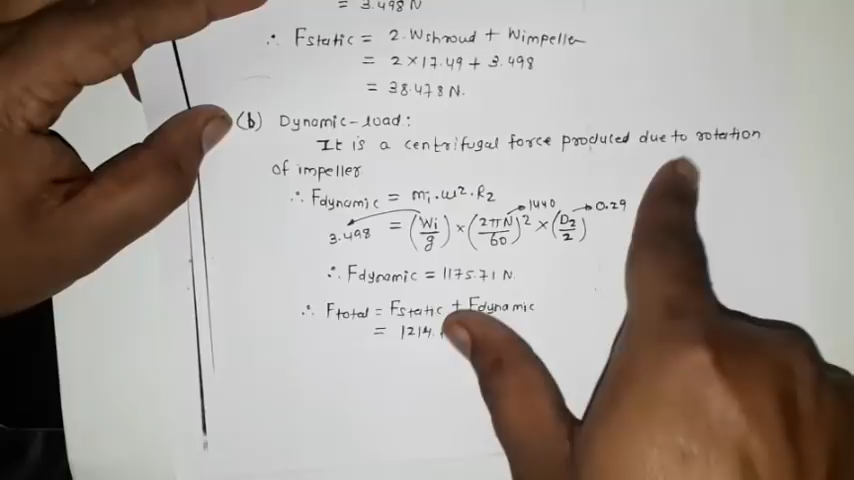 = 3.498 N
∴ Fstatic = 2.Wshroud + Wimpeller
= 2×17.49 + 3.498
= 38.478 N.
(b) Dynamic-load:
It is a centrifugal force produced due to rotation
of impeller
∴ Fdynamic = mi.ω².R2
→1440 →0.29
3.498 = (Wi/g) × (2πN/60)² × (D2/2)
∴ Fdynamic = 1175.71 N.
∴ Ftotal = Fstatic + Fdynamic
= 1214.